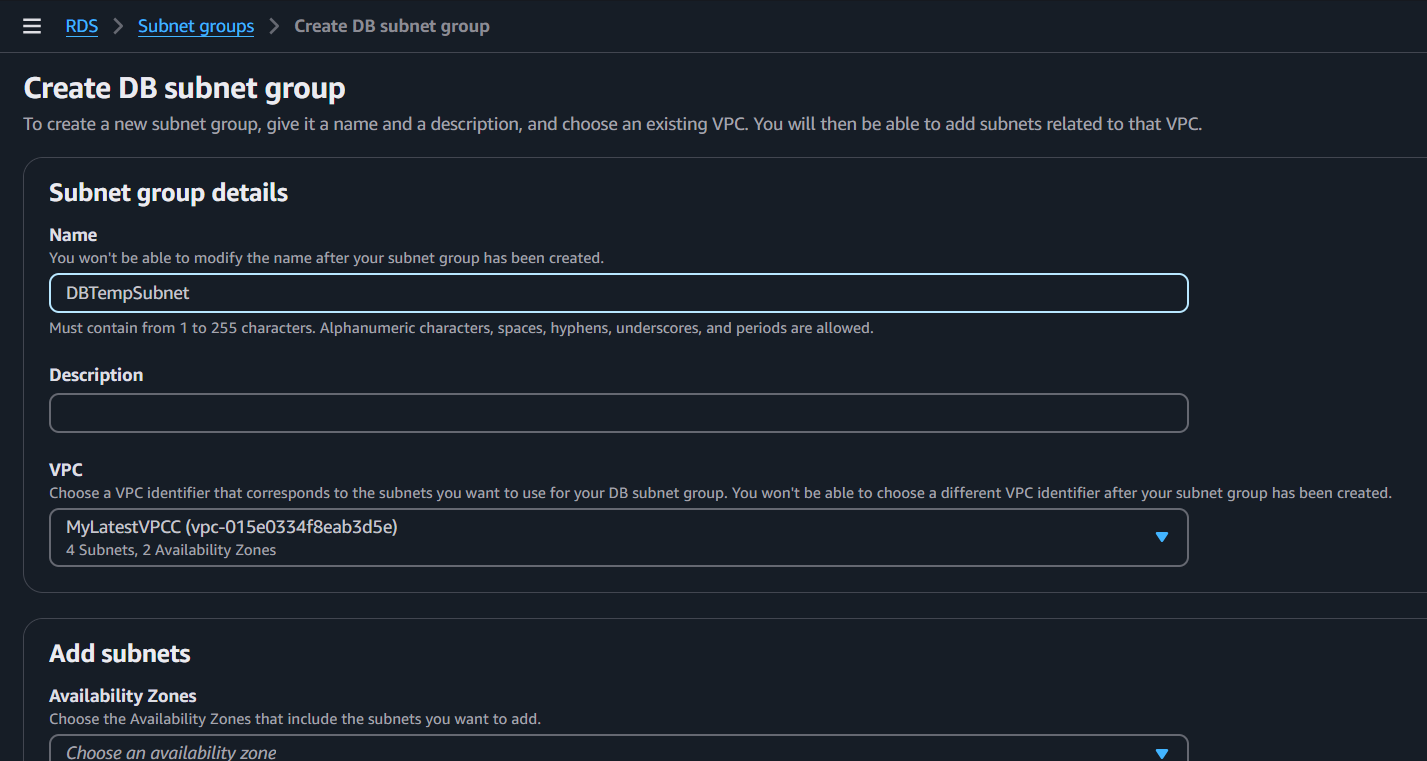 RDS > Subnet groups > Create DB subnet group
Create DB subnet group
To create a new subnet group, give it a name and a description, and choose an existing VPC. You will then be able to add subnets related to that VPC.
Subnet group details
Name
You won't be able to modify the name after your subnet group has been created.
DBTempSubnet
Must contain from 1 to 255 characters. Alphanumeric characters, spaces, hyphens, underscores, and periods are allowed.
Description
VPC
Choose a VPC identifier that corresponds to the subnets you want to use for your DB subnet group. You won't be able to choose a different VPC identifier after your subnet group has been created.
MyLatestVPCC (vpc-015e0334f8eab3d5e)
4 Subnets, 2 Availability Zones
Add subnets
Availability Zones
Choose the Availability Zones that include the subnets you want to add.
Choose an availability zone